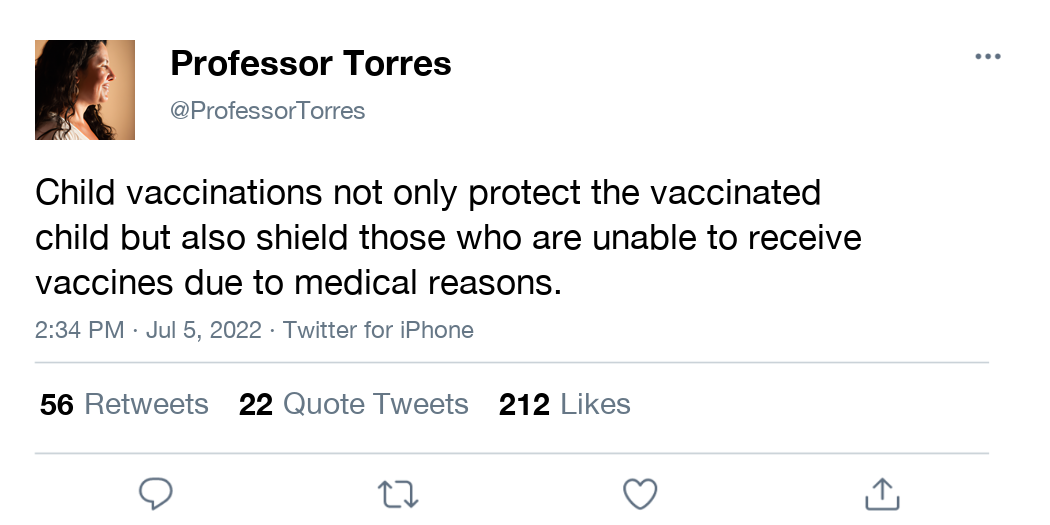 Professor Torres
@ProfessorTorres
Child vaccinations not only protect the vaccinated
child but also shield those who are unable to receive
vaccines due to medical reasons.
2:34 PM · Jul 5, 2022 · Twitter for iPhone
56 Retweets 22 Quote Tweets 212 Likes